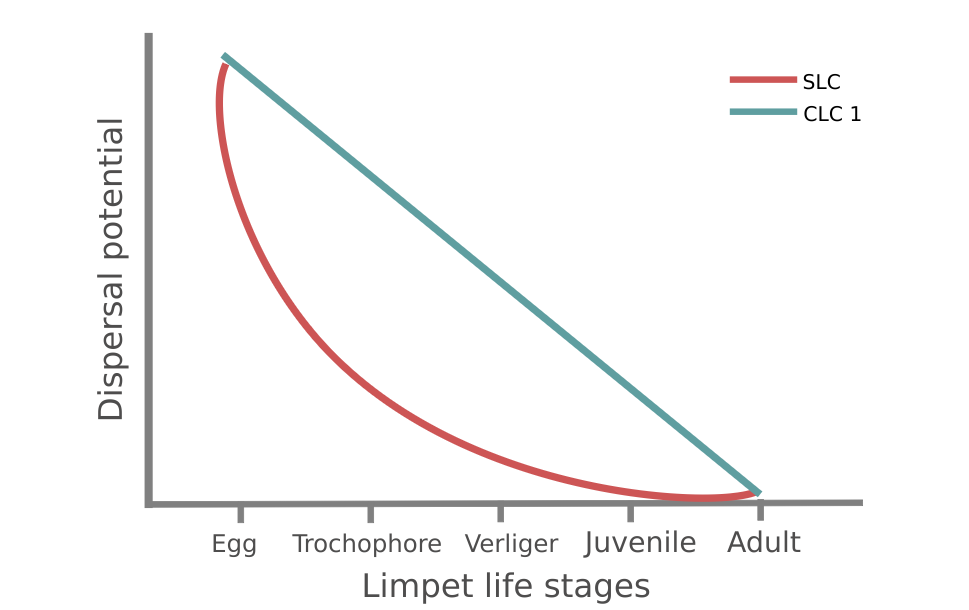 SLC
CLC 1
Dispersal potential
Egg
Trochophore
Verliger
Juvenile
Adult
Limpet life stages